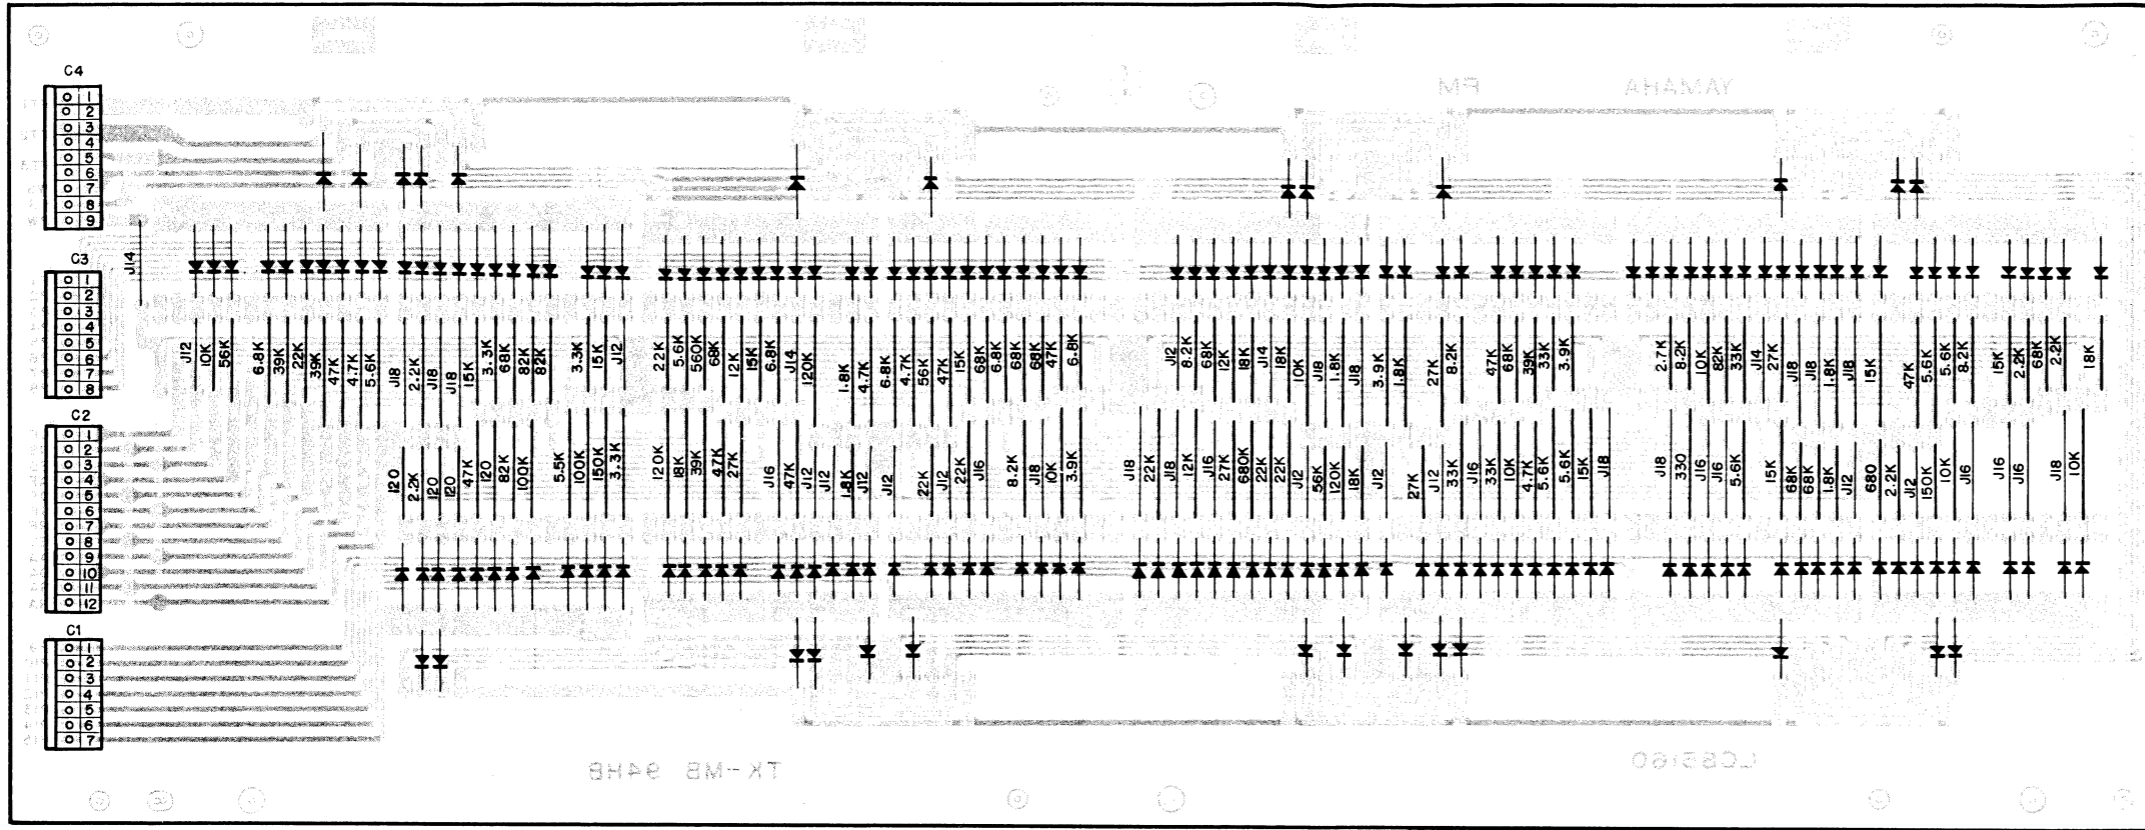 C4
1
2
3
4
5
6
7
8
9
YAMAHA
PM
C3
1
2
3
4
5
6
7
8
J14
J12
10K
56K
6.8K
39K
22K
39K
47K
4.7K
5.6K
J18
2.2K
J18
J18
15K
3.3K
68K
82K
82K
3.3K
15K
J12
22K
5.6K
560K
68K
12K
15K
6.8K
J14
120K
1.8K
4.7K
6.8K
4.7K
56K
47K
15K
68K
6.8K
68K
68K
47K
6.8K
J12
8.2K
68K
12K
18K
J14
18K
10K
J18
1.8K
J18
3.9K
1.8K
27K
8.2K
47K
68K
39K
33K
3.9K
2.7K
8.2K
10K
82K
33K
J14
27K
J18
J18
1.8K
J18
15K
47K
5.6K
5.6K
8.2K
15K
2.2K
68K
2.2K
18K
C2
1
2
3
4
5
6
7
8
9
10
11
12
120
2.2K
120
120
47K
120
82K
100K
5.5K
100K
150K
3.3K
120K
18K
39K
47K
27K
J16
47K
J12
J12
1.8K
J12
J12
22K
J12
22K
J16
8.2K
J18
10K
3.9K
J18
22K
J18
12K
J16
27K
680K
22K
22K
J12
56K
120K
18K
J12
27K
J12
33K
J16
33K
10K
4.7K
5.6K
5.6K
15K
J18
J18
330
J16
J16
5.6K
15K
68K
68K
1.8K
J12
680
2.2K
J12
150K
10K
J16
J16
J16
J18
10K
C1
1
2
3
4
5
6
7
TK-MB 94HB
LC85160